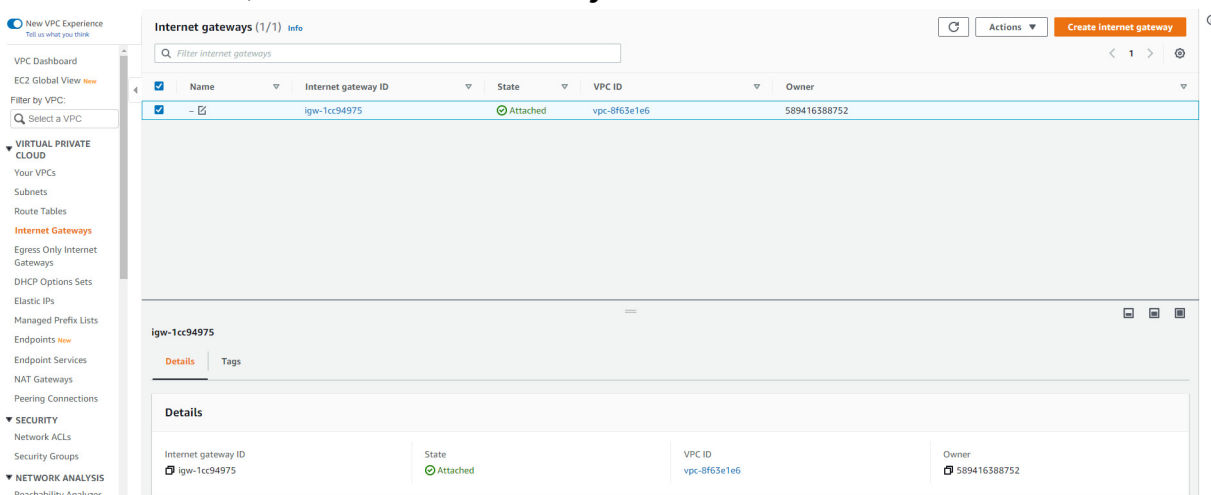 New VPC Experience
Tell us what you think
VPC Dashboard
EC2 Global View New
Filter by VPC:
Select a VPC
VIRTUAL PRIVATE
CLOUD
Your VPCs
Subnets
Route Tables
Internet Gateways
Egress Only Internet
Gateways
DHCP Options Sets
Elastic IPs
Managed Prefix Lists
Endpoints New
Endpoint Services
NAT Gateways
Peering Connections
SECURITY
Network ACLs
Security Groups
NETWORK ANALYSIS
Internet gateways (1/1) Info
Actions
Create internet gateway
Filter internet gateways
1
Name Internet gateway ID State VPC ID Owner
– igw-1cc94975 Attached vpc-8f63e1e6 589416388752
igw-1cc94975
Details Tags
Details
Internet gateway ID State VPC ID Owner
igw-1cc94975 Attached vpc-8f63e1e6 589416388752